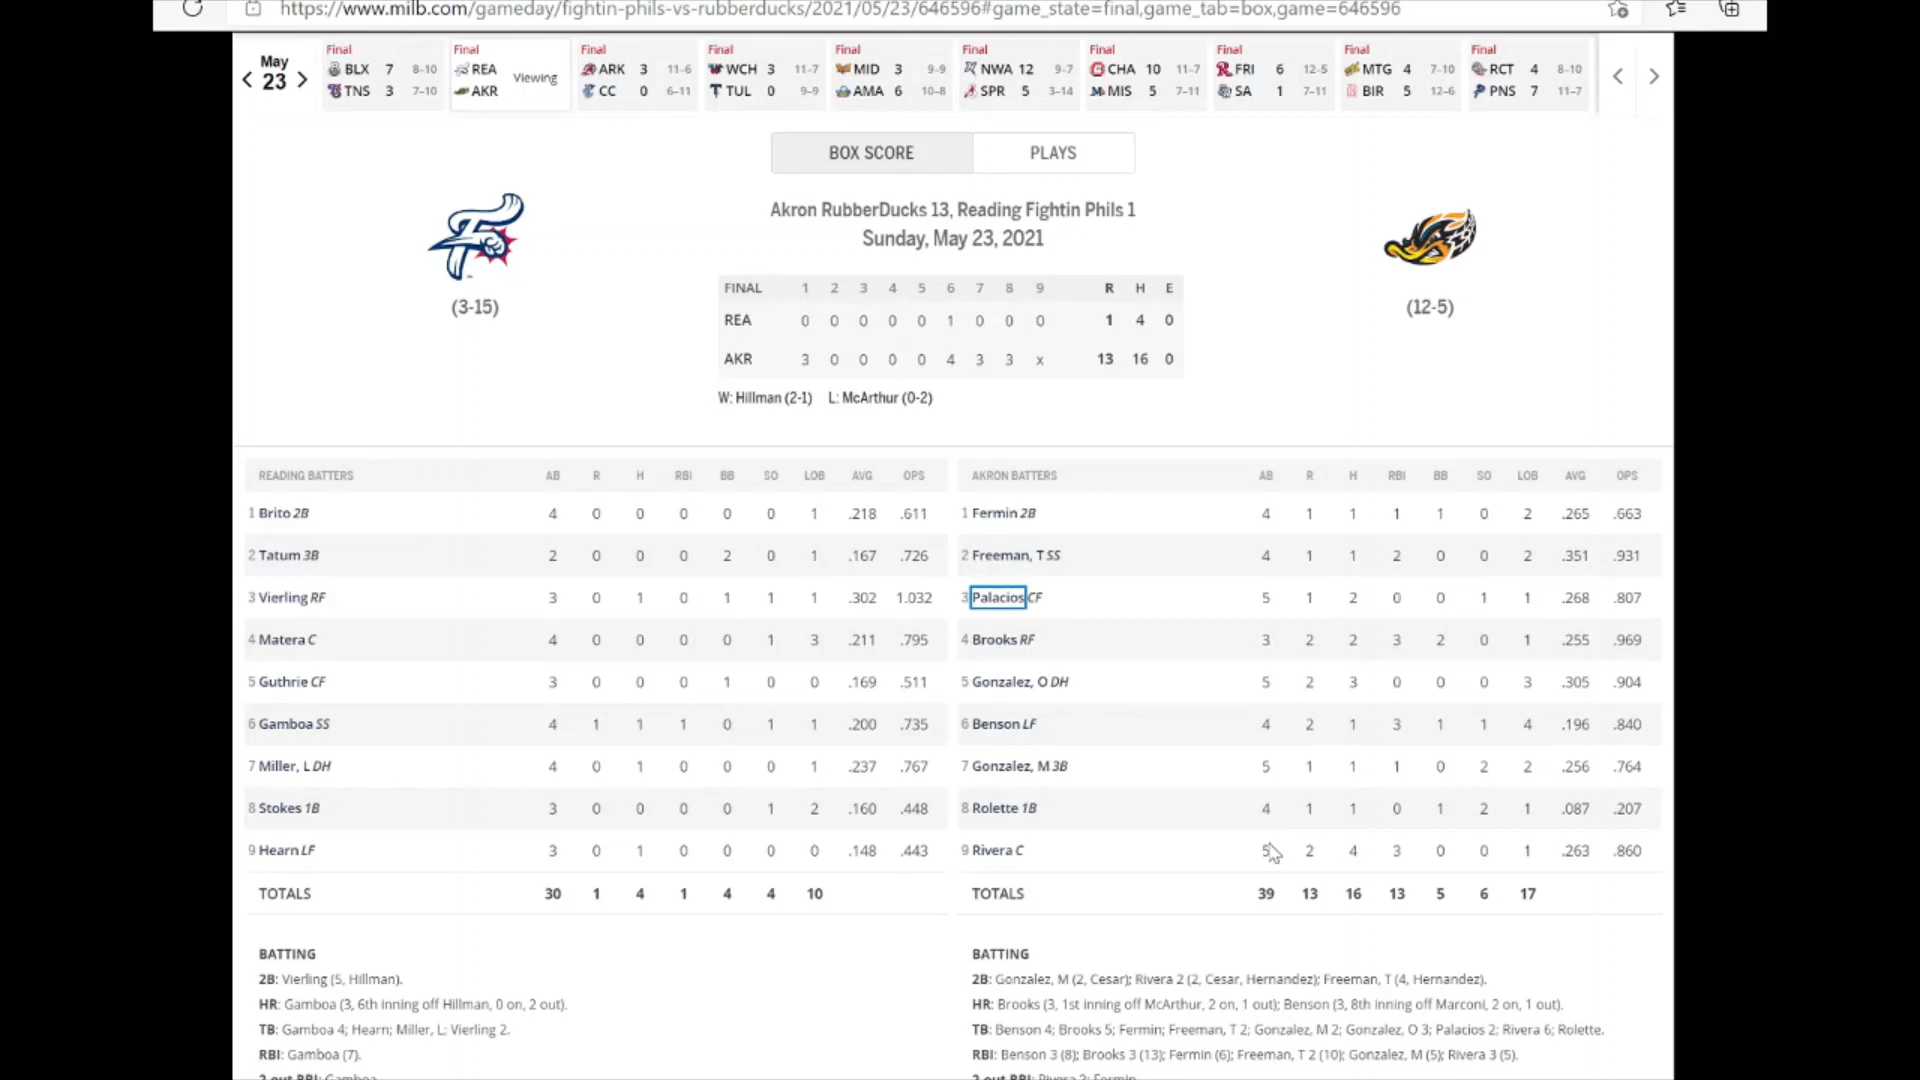 https://www.milb.com/gameday/fightin-phils-vs-rubberducks/2021/05/23/646596#game_state=final,game_tab=box,game=646596
May
23
Final Final Final Final Final Final Final Final Final Final
BLX 7 8-10 REA Viewing ARK 3 11-6 WCH 3 11-7 MID 3 9-9 NWA 12 9-7 CHA 10 11-7 FRI 6 12-5 MTG 4 7-10 RCT 4 8-10
TNS 3 7-10 AKR CC 0 6-11 TUL 0 9-9 AMA 6 10-8 SPR 5 3-14 MIS 5 7-11 SA 1 7-11 BIR 5 12-6 PNS 7 11-7
BOX SCORE PLAYS
Akron RubberDucks 13, Reading Fightin Phils 1
Sunday, May 23, 2021
(3-15) (12-5)
FINAL 1 2 3 4 5 6 7 8 9 R H E
REA 0 0 0 0 0 1 0 0 0 1 4 0
AKR 3 0 0 0 0 4 3 3 x 13 16 0
W: Hillman (2-1) L: McArthur (0-2)
READING BATTERS AB R H RBI BB SO LOB AVG OPS
1 Brito 2B 4 0 0 0 0 0 1 .218 .611
2 Tatum 3B 2 0 0 0 2 0 1 .167 .726
3 Vierling RF 3 0 1 0 1 1 1 .302 1.032
4 Matera C 4 0 0 0 0 1 3 .211 .795
5 Guthrie CF 3 0 0 0 1 0 0 .169 .511
6 Gamboa SS 4 1 1 1 0 1 1 .200 .735
7 Miller, L DH 4 0 1 0 0 0 1 .237 .767
8 Stokes 1B 3 0 0 0 0 1 2 .160 .448
9 Hearn LF 3 0 1 0 0 0 0 .148 .443
TOTALS 30 1 4 1 4 4 10
BATTING
2B: Vierling (5, Hillman).
HR: Gamboa (3, 6th inning off Hillman, 0 on, 2 out).
TB: Gamboa 4; Hearn; Miller, L; Vierling 2.
RBI: Gamboa (7).
2-out RBI: Gamboa.
AKRON BATTERS AB R H RBI BB SO LOB AVG OPS
1 Fermin 2B 4 1 1 1 1 0 2 .265 .663
2 Freeman, T SS 4 1 1 2 0 0 2 .351 .931
3 Palacios CF 5 1 2 0 0 1 1 .268 .807
4 Brooks RF 3 2 2 3 2 0 1 .255 .969
5 Gonzalez, O DH 5 2 3 0 0 0 3 .305 .904
6 Benson LF 4 2 1 3 1 1 4 .196 .840
7 Gonzalez, M 3B 5 1 1 1 0 2 2 .256 .764
8 Rolette 1B 4 1 1 0 1 2 1 .087 .207
9 Rivera C 5 2 4 3 0 0 1 .263 .860
TOTALS 39 13 16 13 5 6 17
BATTING
2B: Gonzalez, M (2, Cesar); Rivera 2 (2, Cesar, Hernandez); Freeman, T (4, Hernandez).
HR: Brooks (3, 1st inning off McArthur, 2 on, 1 out); Benson (3, 8th inning off Marconi, 2 on, 1 out).
TB: Benson 4; Brooks 5; Fermin; Freeman, T 2; Gonzalez, M 2; Gonzalez, O 3; Palacios 2; Rivera 6; Rolette.
RBI: Benson 3 (8); Brooks 3 (13); Fermin (6); Freeman, T 2 (10); Gonzalez, M (5); Rivera 3 (5).
2-out RBI: Rivera 2; Fermin.